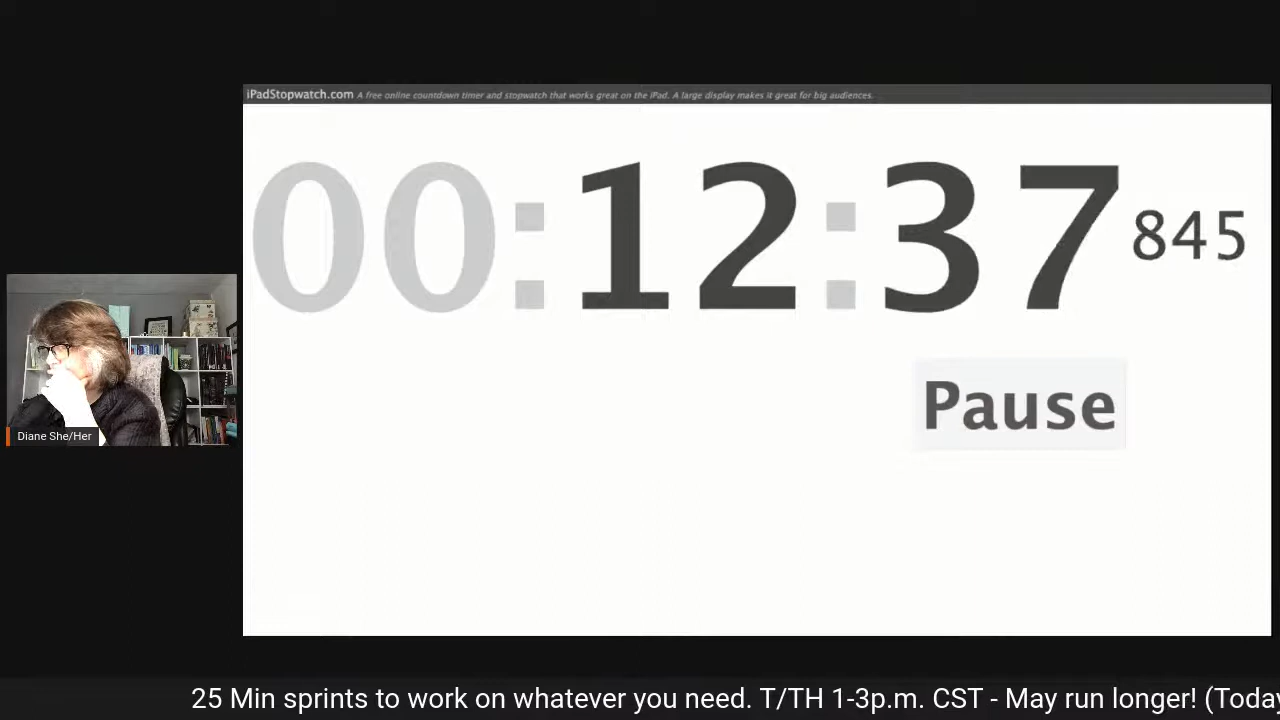 iPadStopwatch.com A free online countdown timer and stopwatch that works great on the iPad. A large display makes it great for big audiences.
00:12:37 845
Pause
Diane She/Her
25 Min sprints to work on whatever you need. T/TH 1-3p.m. CST - May run longer! (Today